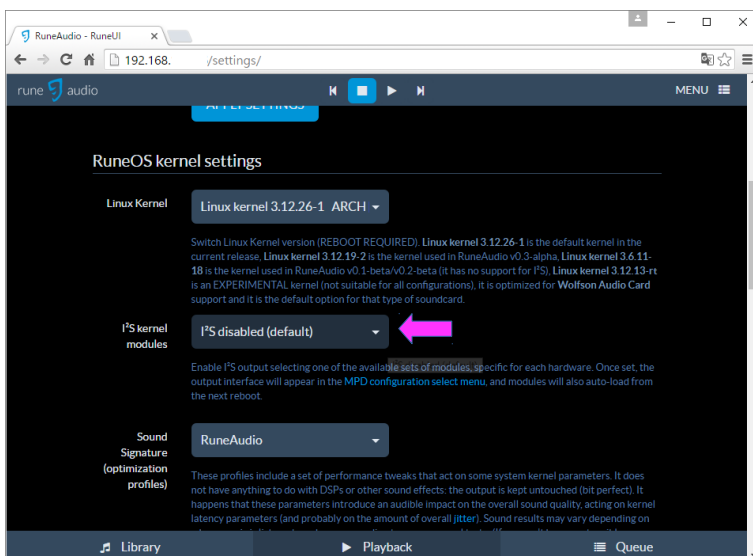 RuneAudio - RuneUI
192.168. /settings/
rune audio
MENU
APPLY SETTINGS
RuneOS kernel settings
Linux Kernel
Linux kernel 3.12.26-1 ARCH
Switch Linux Kernel version (REBOOT REQUIRED). Linux kernel 3.12.26-1 is the default kernel in the
current release, Linux kernel 3.12.19-2 is the kernel used in RuneAudio v0.3-alpha, Linux kernel 3.6.11-
18 is the kernel used in RuneAudio v0.1-beta/v0.2-beta (it has no support for I²S), Linux kernel 3.12.13-rt
is an EXPERIMENTAL kernel (not suitable for all configurations), it is optimized for Wolfson Audio Card
support and it is the default option for that type of soundcard.
I²S kernel
modules
I²S disabled (default)
Enable I²S output selecting one of the available sets of modules, specific for each hardware. Once set, the
output interface will appear in the MPD configuration select menu, and modules will also auto-load from
the next reboot.
Sound
Signature
(optimization
profiles)
RuneAudio
These profiles include a set of performance tweaks that act on some system kernel parameters. It does
not have anything to do with DSPs or other sound effects: the output is kept untouched (bit perfect). It
happens that these parameters introduce an audible impact on the overall sound quality, acting on kernel
latency parameters (and probably on the amount of overall jitter). Sound results may vary depending on
Library
Playback
Queue